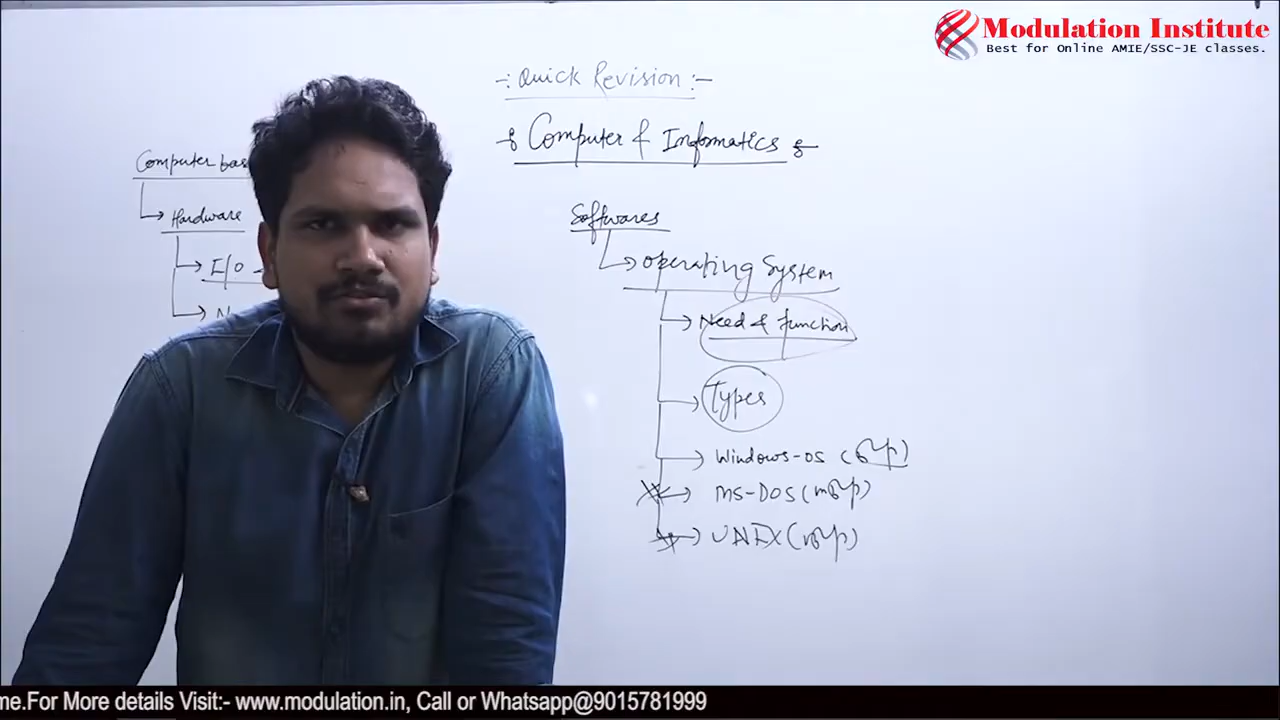 Modulation Institute
Best for Online AMIE/SSC-JE classes.
-: Quick Revision :-
Computer & Informatics
Computer bas
Hardware
I/O
Softwares
Operating System
Need & function
Types
Windows-OS
MS-DOS
UNIX
me.For More details Visit:- www.modulation.in, Call or Whatsapp@9015781999